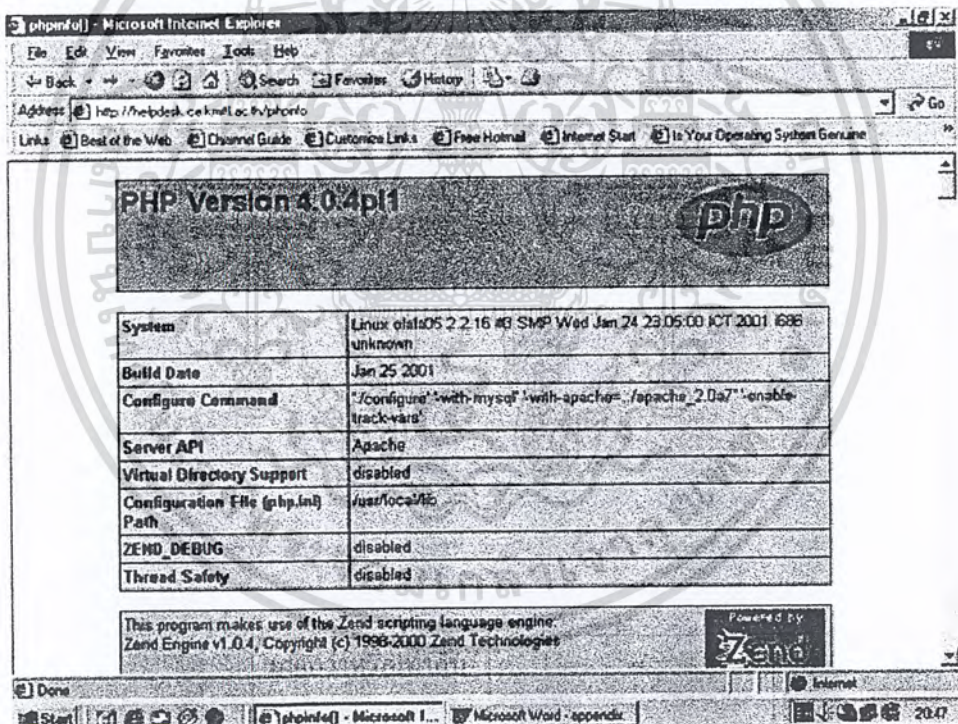 phpinfo() - Microsoft Internet Explorer
File Edit View Favorites Tools Help
Back Search Favorites History
Address http://helpdesk.ce.kmitl.ac.th/phpinfo Go
Links Best of the Web Channel Guide Customize Links Free Hotmail Internet Start Is Your Operating System Genuine
PHP Version 4.0.4pl1
php
System Linux olala05 2.2.16 #3 SMP Wed Jan 24 23:05:00 ICT 2001 i686
unknown
Build Date Jan 25 2001
Configure Command './configure' '--with-mysql' '--with-apache=../apache_2.0a7' '--enable-
track-vars'
Server API Apache
Virtual Directory Support disabled
Configuration File (php.ini) /usr/local/lib
Path
ZEND_DEBUG disabled
Thread Safety disabled
This program makes use of the Zend scripting language engine:
Zend Engine v1.0.4, Copyright (c) 1998-2000 Zend Technologies
Powered by
Zend
Done Internet
Start phpinfo() - Microsoft I... Microsoft Word - appendix 20:47